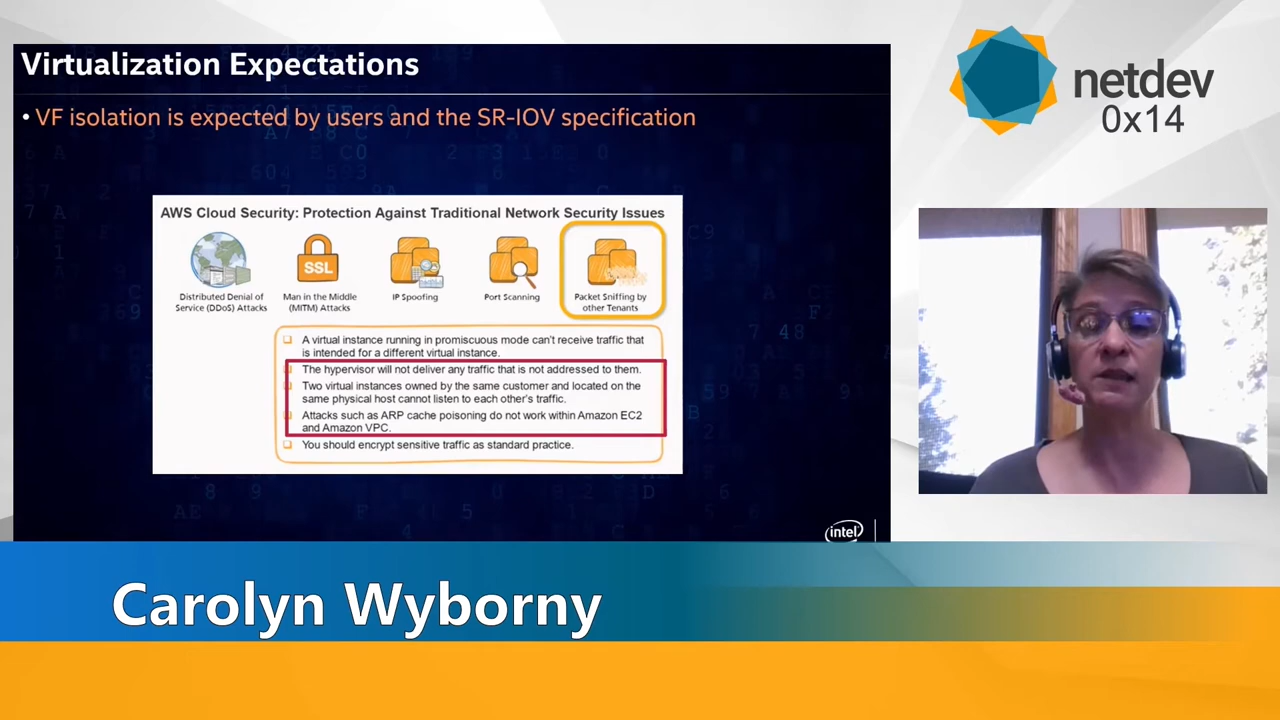 Virtualization Expectations
• VF isolation is expected by users and the SR-IOV specification
AWS Cloud Security: Protection Against Traditional Network Security Issues
SSL
Distributed Denial of
Service (DDoS) Attacks
Man in the Middle
(MITM) Attacks
IP Spoofing
Port Scanning
Packet Sniffing by
other Tenants
A virtual instance running in promiscuous mode can't receive traffic that
is intended for a different virtual instance.
The hypervisor will not deliver any traffic that is not addressed to them.
Two virtual instances owned by the same customer and located on the
same physical host cannot listen to each other's traffic.
Attacks such as ARP cache poisoning do not work within Amazon EC2
and Amazon VPC.
You should encrypt sensitive traffic as standard practice.
intel
netdev
0x14
Carolyn Wyborny